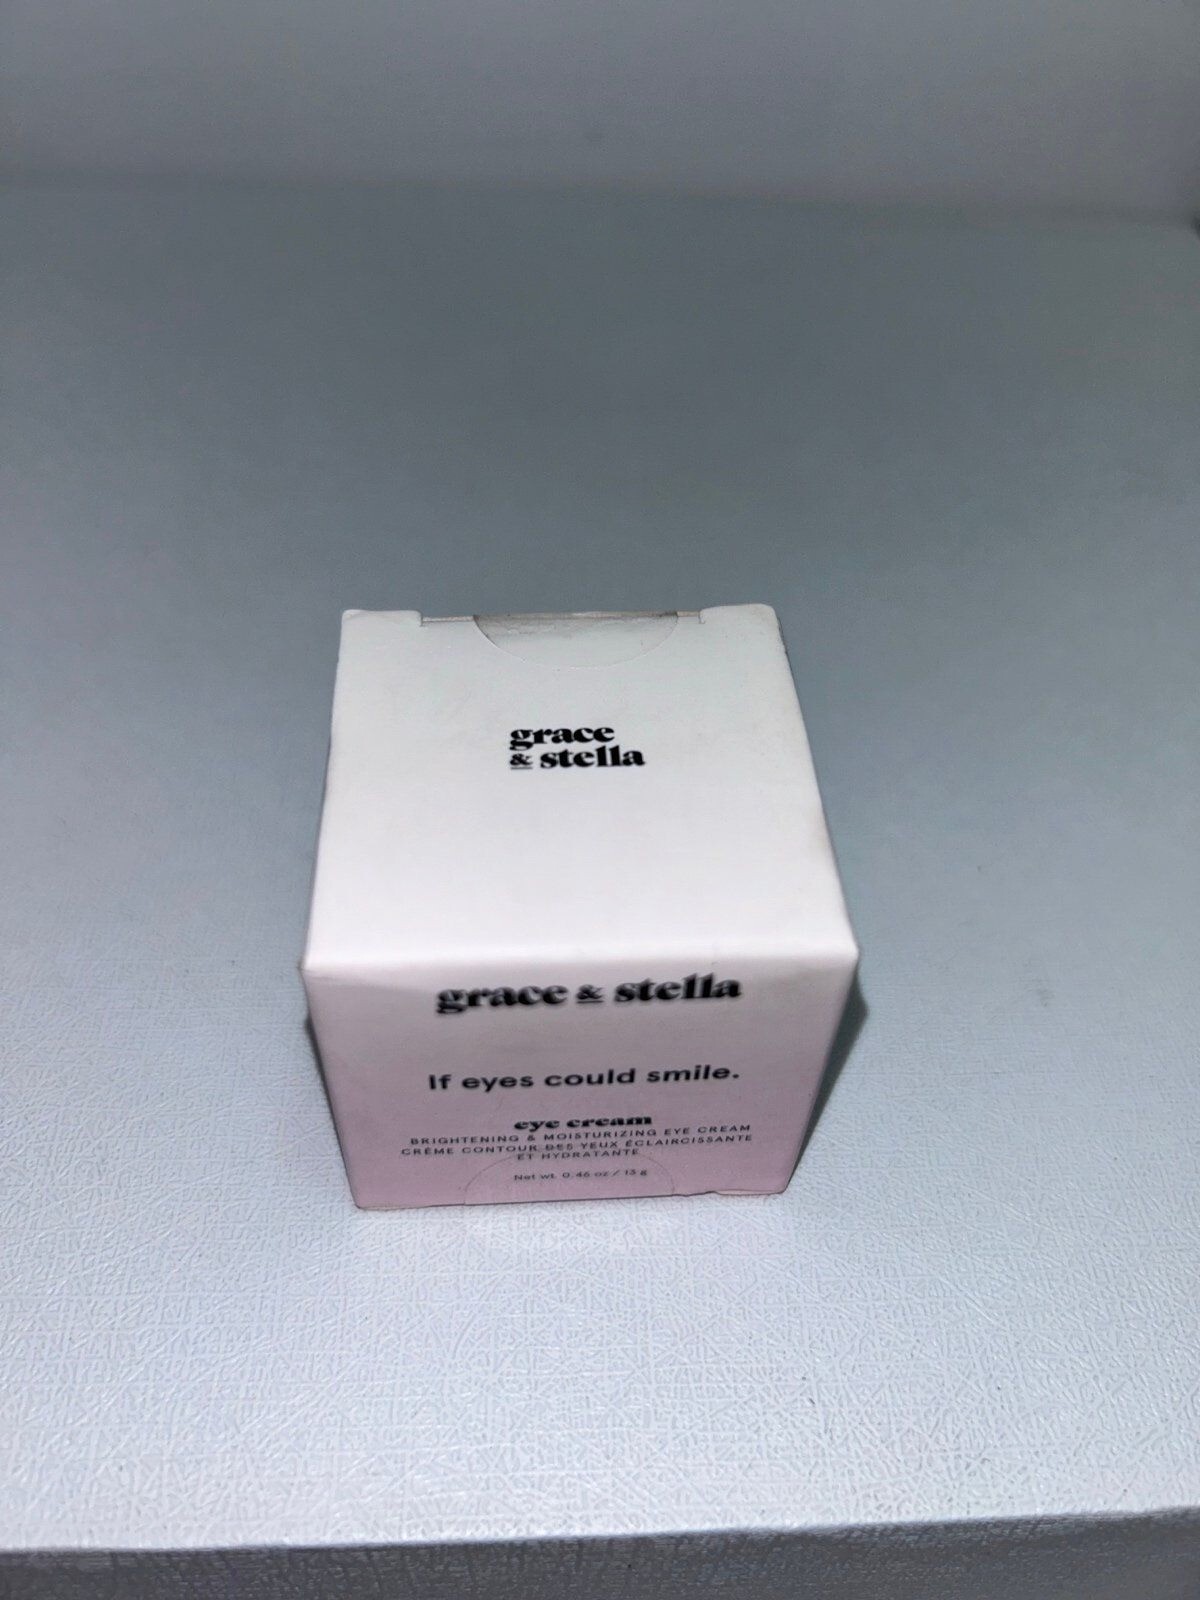 grace
& stella
grace & stella
If eyes could smile.
eye cream
BRIGHTENING & MOISTURIZING EYE CREAM
CRÈME CONTOUR DES YEUX ÉCLAIRCISSANTE
ET HYDRATANTE
Net wt. 0.46 oz / 13 g